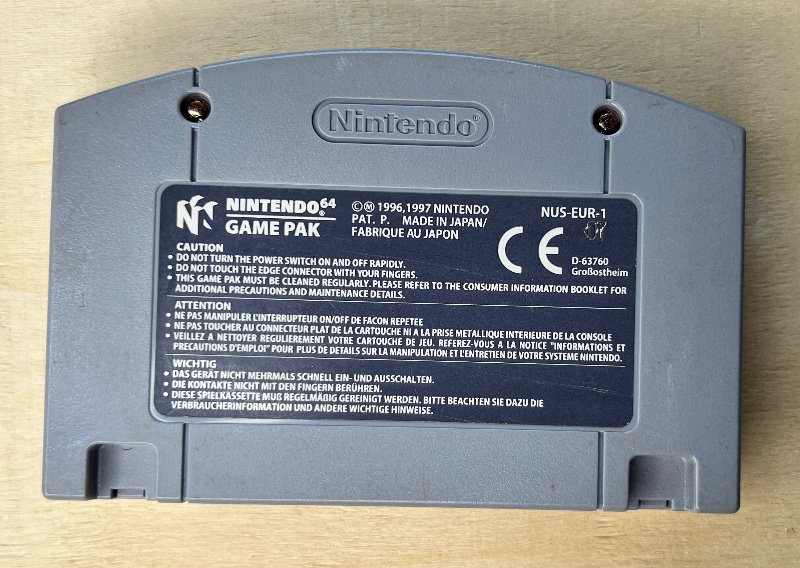 Nintendo
NINTENDO64
GAME PAK
©Ⓜ 1996,1997 NINTENDO
PAT. P. MADE IN JAPAN/
FABRIQUE AU JAPON
NUS-EUR-1
CE
D-63760
Großostheim
CAUTION
• DO NOT TURN THE POWER SWITCH ON AND OFF RAPIDLY.
• DO NOT TOUCH THE EDGE CONNECTOR WITH YOUR FINGERS.
• THIS GAME PAK MUST BE CLEANED REGULARLY. PLEASE REFER TO THE CONSUMER INFORMATION BOOKLET FOR
ADDITIONAL PRECAUTIONS AND MAINTENANCE DETAILS.
ATTENTION
• NE PAS MANIPULER L'INTERRUPTEUR ON/OFF DE FACON REPETEE
• NE PAS TOUCHER AU CONNECTEUR PLAT DE LA CARTOUCHE NI A LA PRISE METALLIQUE INTERIEURE DE LA CONSOLE
• VEILLEZ A NETTOYER REGULIEREMENT VOTRE CARTOUCHE DE JEU. REFEREZ-VOUS A LA NOTICE "INFORMATIONS ET
PRECAUTIONS D'EMPLOI" POUR PLUS DE DETAILS SUR LA MANIPULATION ET L'ENTRETIEN DE VOTRE SYSTEME NINTENDO.
WICHTIG
• DAS GERÄT NICHT MEHRMALS SCHNELL EIN- UND AUSSCHALTEN.
• DIE KONTAKTE NICHT MIT DEN FINGERN BERÜHREN.
• DIESE SPIELKASSETTE MUß REGELMÄßIG GEREINIGT WERDEN. BITTE BEACHTEN SIE DAZU DIE
VERBRAUCHERINFORMATION UND ANDERE WICHTIGE HINWEISE.